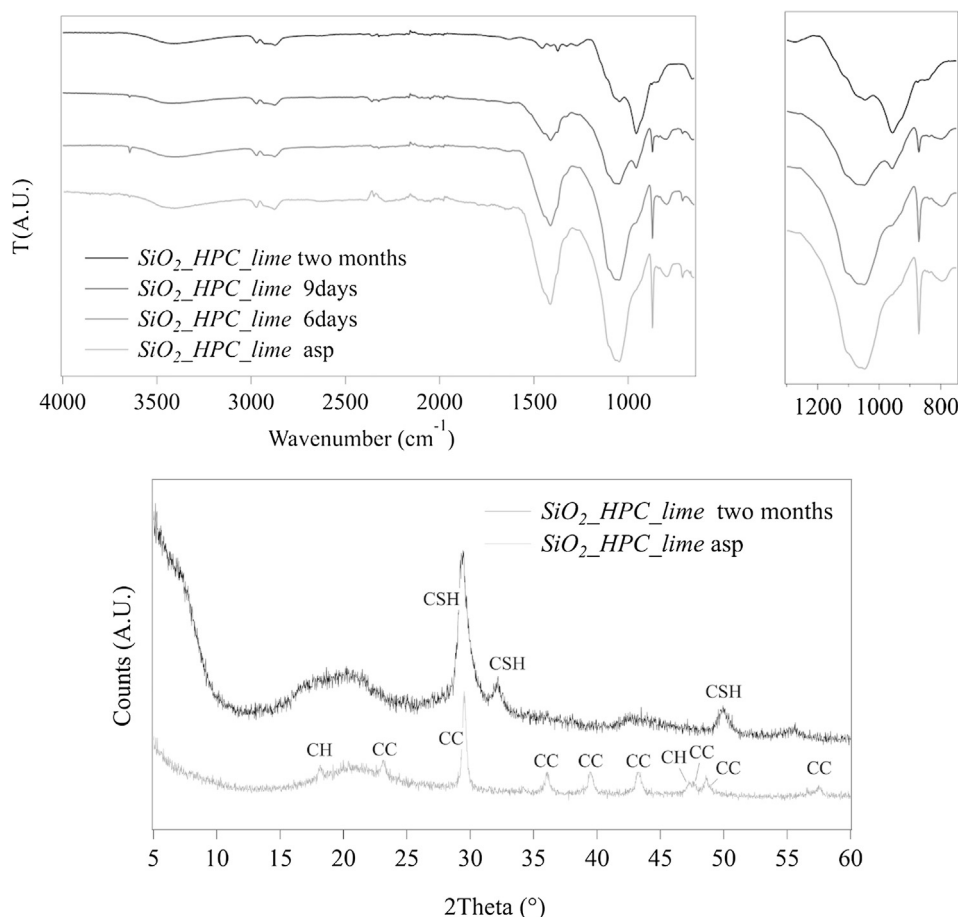 T(A.U.)
SiO2_HPC_lime two months
SiO2_HPC_lime 9days
SiO2_HPC_lime 6days
SiO2_HPC_lime asp
4000 3500 3000 2500 2000 1500 1000
Wavenumber (cm-1)
1200 1000 800
Counts (A.U.)
SiO2_HPC_lime two months
SiO2_HPC_lime asp
CSH
CSH
CSH
CH
CC
CC
CC
CC
CC
CH
CC
CC
CC
5 10 15 20 25 30 35 40 45 50 55 60
2Theta (°)